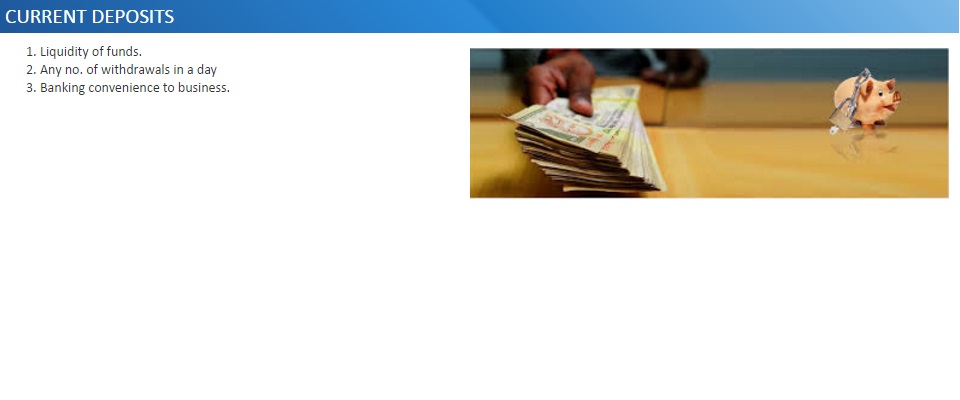 CURRENT DEPOSITS
1. Liquidity of funds.
2. Any no. of withdrawals in a day
3. Banking convenience to business.